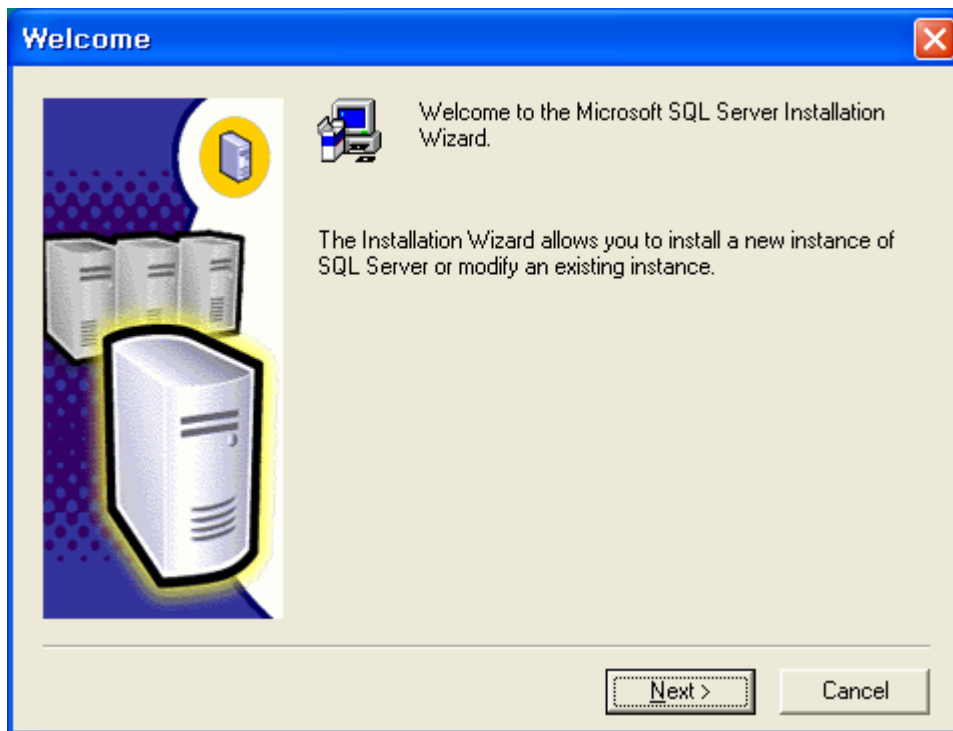 Welcome
Welcome to the Microsoft SQL Server Installation
Wizard.
The Installation Wizard allows you to install a new instance of
SQL Server or modify an existing instance.
Next >
Cancel